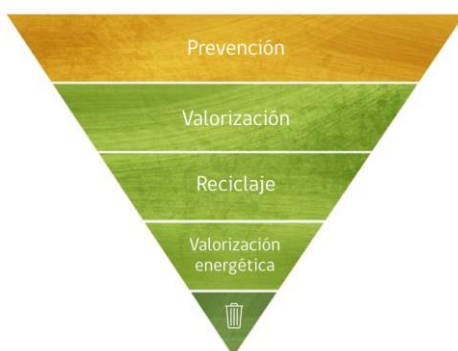 Prevención
Valorización
Reciclaje
Valorización
energética